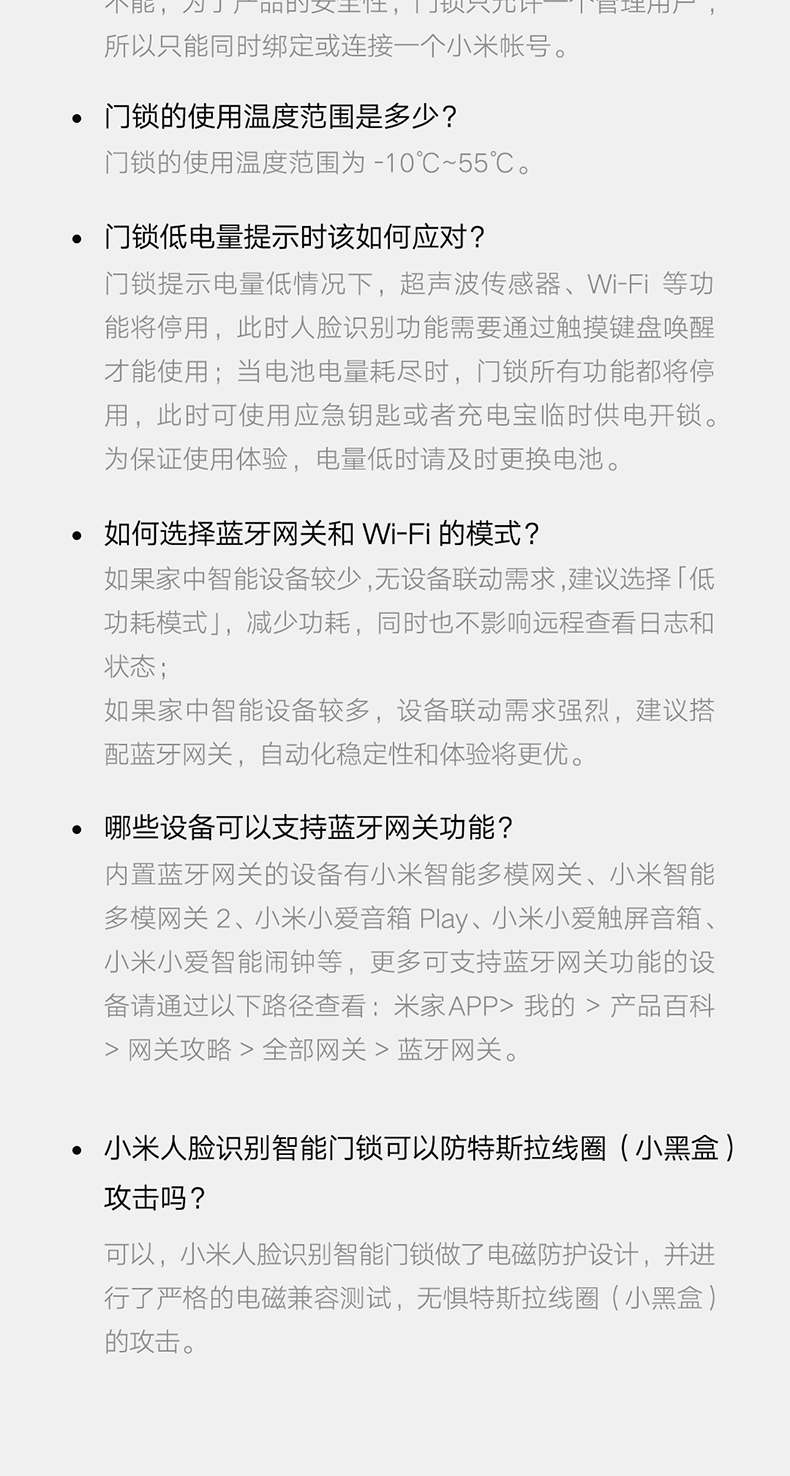 不能，为了产品的安全性，门锁只允许一个管理用户，
所以只能同时绑定或连接一个小米帐号。
• 门锁的使用温度范围是多少？
门锁的使用温度范围为 -10℃~55℃。
• 门锁低电量提示时该如何应对？
门锁提示电量低情况下，超声波传感器、Wi-Fi 等功
能将停用，此时人脸识别功能需要通过触摸键盘唤醒
才能使用；当电池电量耗尽时，门锁所有功能都将停
用，此时可使用应急钥匙或者充电宝临时供电开锁。
为保证使用体验，电量低时请及时更换电池。
• 如何选择蓝牙网关和 Wi-Fi 的模式？
如果家中智能设备较少,无设备联动需求,建议选择「低
功耗模式」，减少功耗，同时也不影响远程查看日志和
状态；
如果家中智能设备较多，设备联动需求强烈，建议搭
配蓝牙网关，自动化稳定性和体验将更优。
• 哪些设备可以支持蓝牙网关功能？
内置蓝牙网关的设备有小米智能多模网关、小米智能
多模网关 2、小米小爱音箱 Play、小米小爱触屏音箱、
小米小爱智能闹钟等，更多可支持蓝牙网关功能的设
备请通过以下路径查看：米家APP> 我的 > 产品百科
> 网关攻略 > 全部网关 > 蓝牙网关。
• 小米人脸识别智能门锁可以防特斯拉线圈（小黑盒）
攻击吗？
可以，小米人脸识别智能门锁做了电磁防护设计，并进
行了严格的电磁兼容测试，无惧特斯拉线圈（小黑盒）
的攻击。